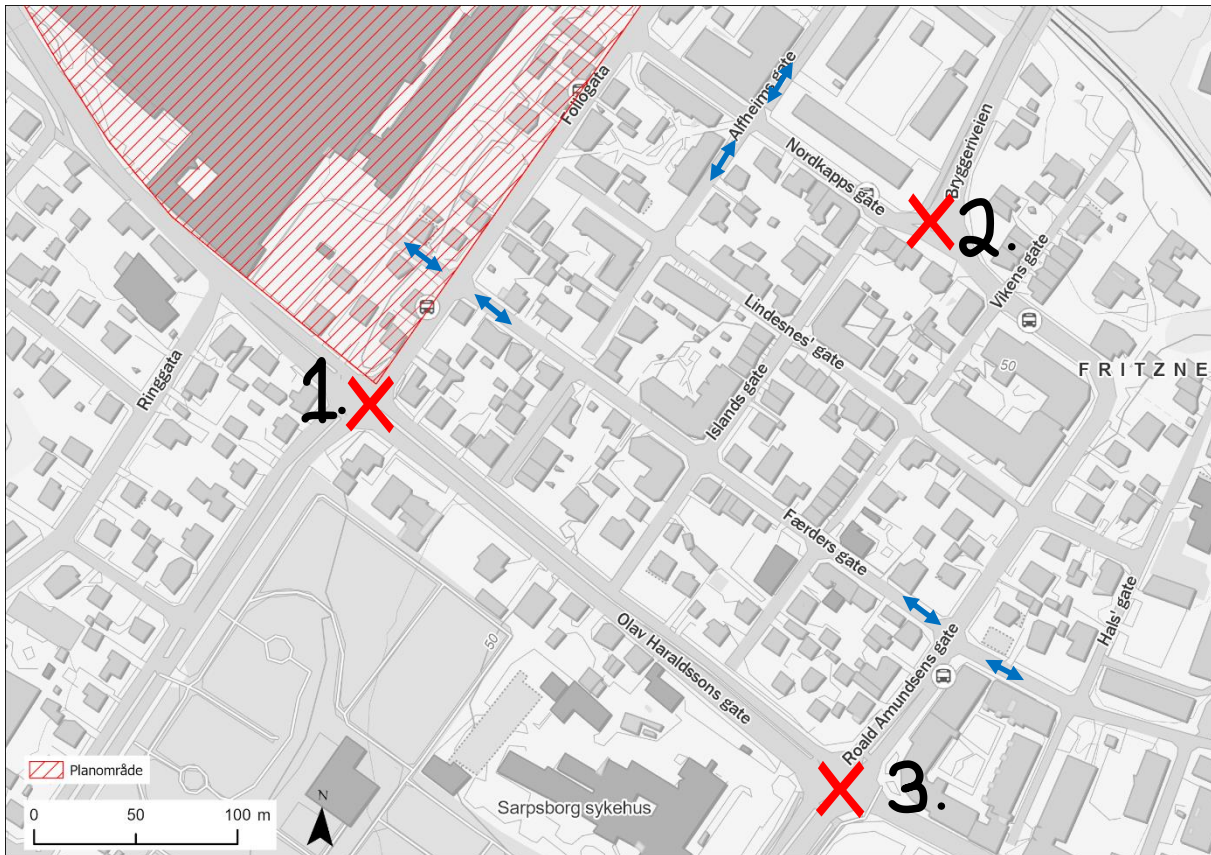 Follogata
Alfheims gate
Nordkapps gate
Bryggeriveien
2.
Vikens gate
Lindesnes' gate
50
FRITZNE
Ringgata
1.
Islands gate
Færders gate
Hals' gate
Olav Haraldssons gate
50
Roald Amundsens gate
3.
Sarpsborg sykehus
Planområde
0 50 100 m
N